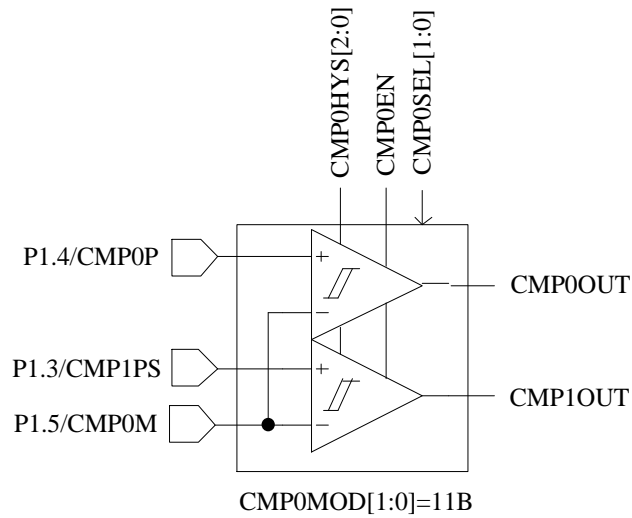 CMP0HYS[2:0]
CMP0EN
CMP0SEL[1:0]
P1.4/CMP0P
+
−
CMP0OUT
P1.3/CMP1PS
+
P1.5/CMP0M
−
CMP1OUT
CMP0MOD[1:0]=11B